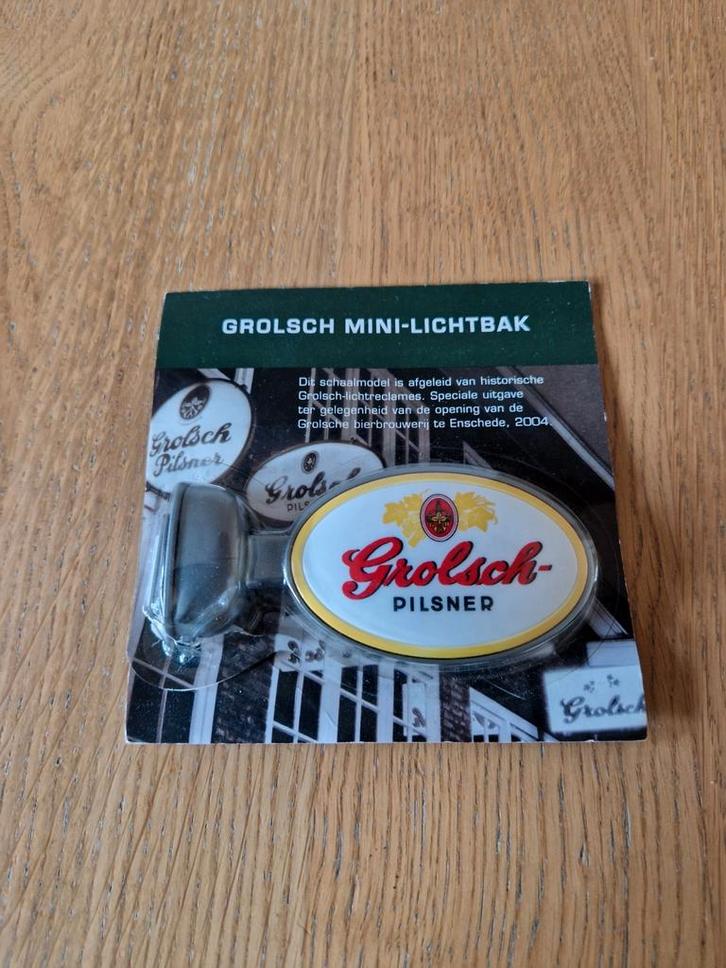 GROLSCH MINI-LICHTBAK
Dit schaalmodel is afgeleid van historische
Grolsch-lichtreclames. Speciale uitgave
ter gelegenheid van de opening van de
Grolsche bierbrouwerij te Enschede, 2004.
Grolsch
Pilsner
Grolsch
PILS
Grolsch-
PILSNER
Grolsch